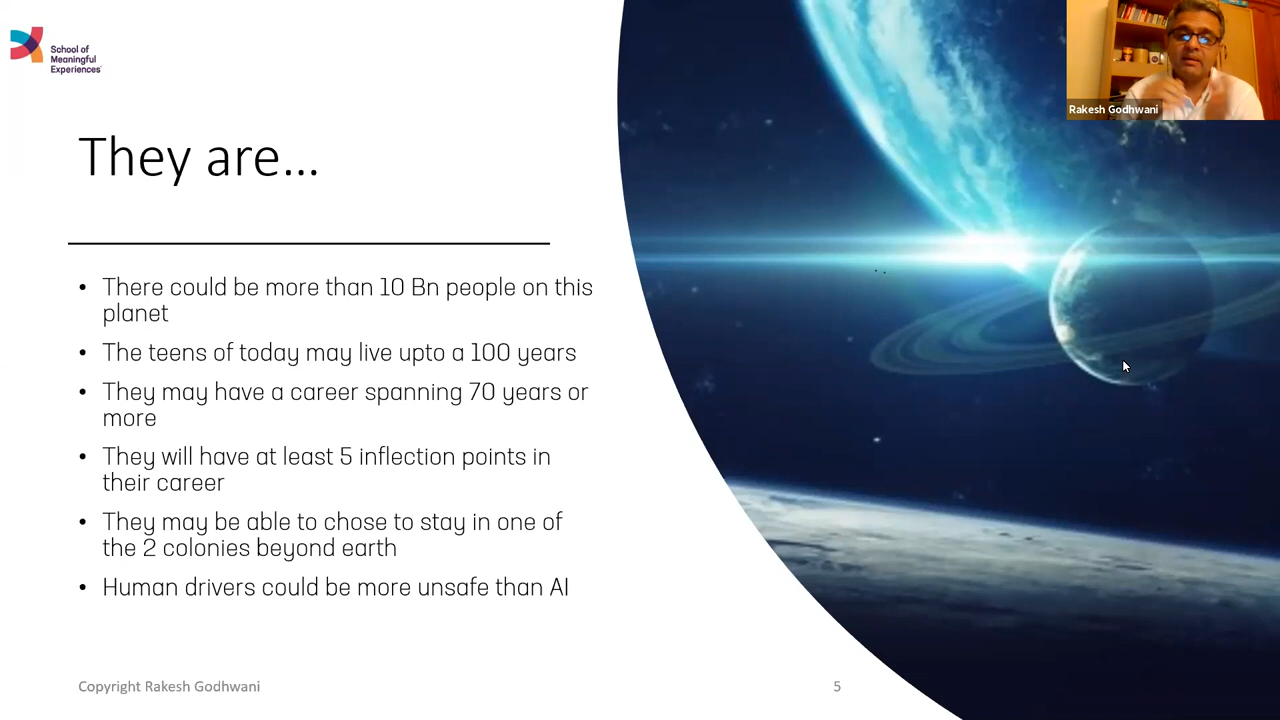 School of
Meaningful
Experiences
Rakesh Godhwani
They are...
• There could be more than 10 Bn people on this
planet
• The teens of today may live upto a 100 years
• They may have a career spanning 70 years or
more
• They will have at least 5 inflection points in
their career
• They may be able to chose to stay in one of
the 2 colonies beyond earth
• Human drivers could be more unsafe than AI
Copyright Rakesh Godhwani
5